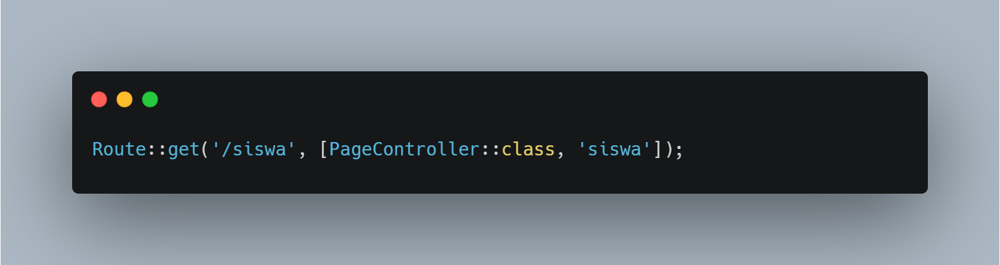 Route::get('/siswa', [PageController::class, 'siswa']);